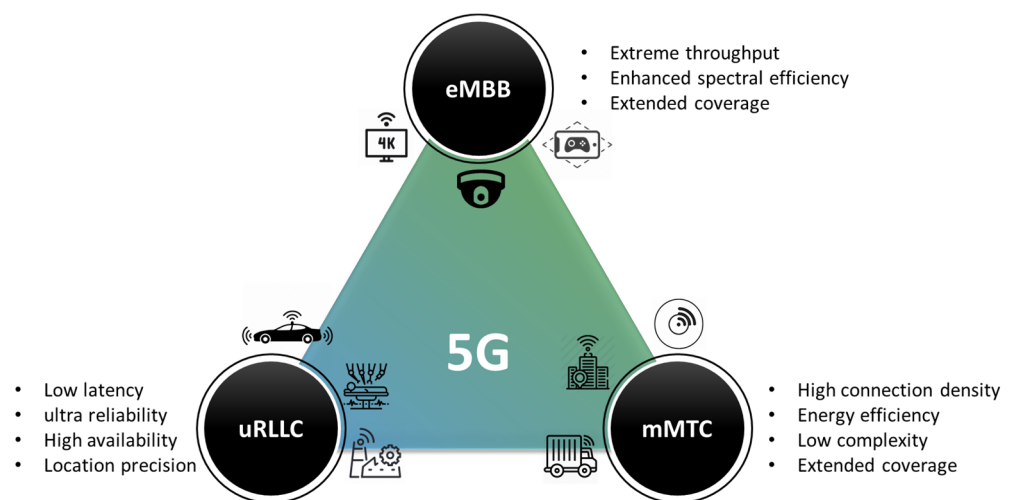 eMBB
• Extreme throughput
• Enhanced spectral efficiency
• Extended coverage
4K
5G
uRLLC
• Low latency
• ultra reliability
• High availability
• Location precision
mMTC
• High connection density
• Energy efficiency
• Low complexity
• Extended coverage